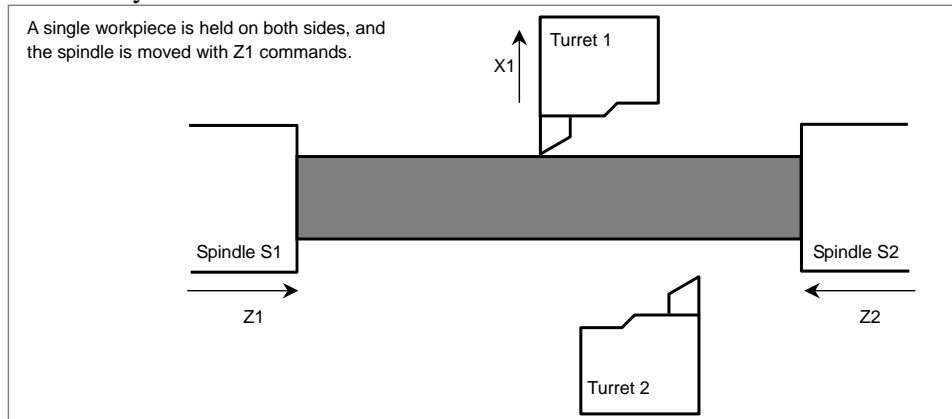 A single workpiece is held on both sides, and
the spindle is moved with Z1 commands.
Turret 1
X1
Spindle S1
Spindle S2
Z1
Z2
Turret 2